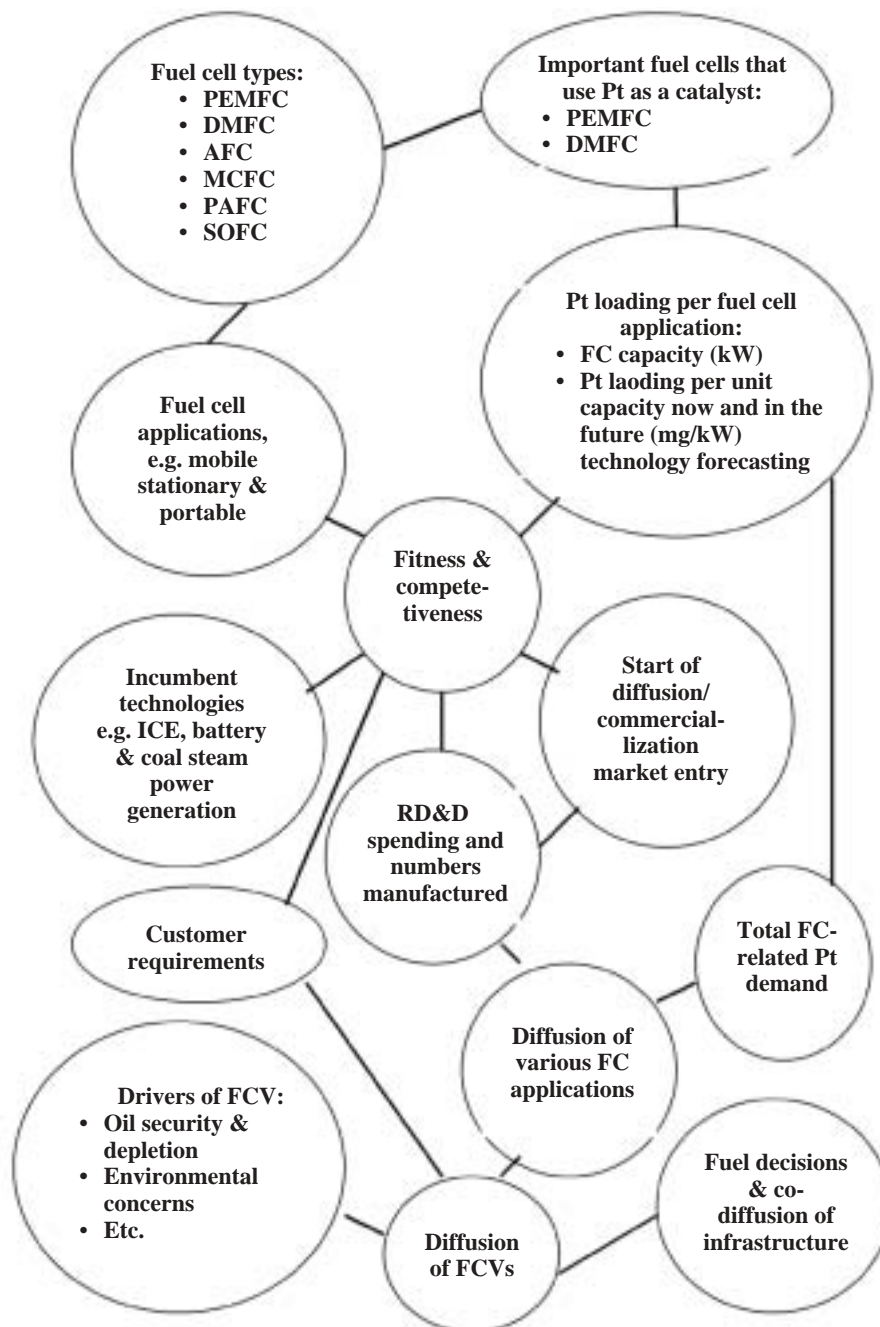 Fuel cell types:
• PEMFC
• DMFC
• AFC
• MCFC
• PAFC
• SOFC
Important fuel cells that
use Pt as a catalyst:
• PEMFC
• DMFC
Pt loading per fuel cell
application:
• FC capacity (kW)
• Pt laoding per unit
capacity now and in the
future (mg/kW)
technology forecasting
Fuel cell
applications,
e.g. mobile
stationary &
portable
Fitness &
compete-
tiveness
Incumbent
technologies
e.g. ICE, battery
& coal steam
power
generation
Start of
diffusion/
commercial-
lization
market entry
RD&D
spending and
numbers
manufactured
Customer
requirements
Total FC-
related Pt
demand
Diffusion of
various FC
applications
Drivers of FCV:
• Oil security &
depletion
• Environmental
concerns
• Etc.
Fuel decisions
& co-
diffusion of
infrastructure
Diffusion
of FCVs